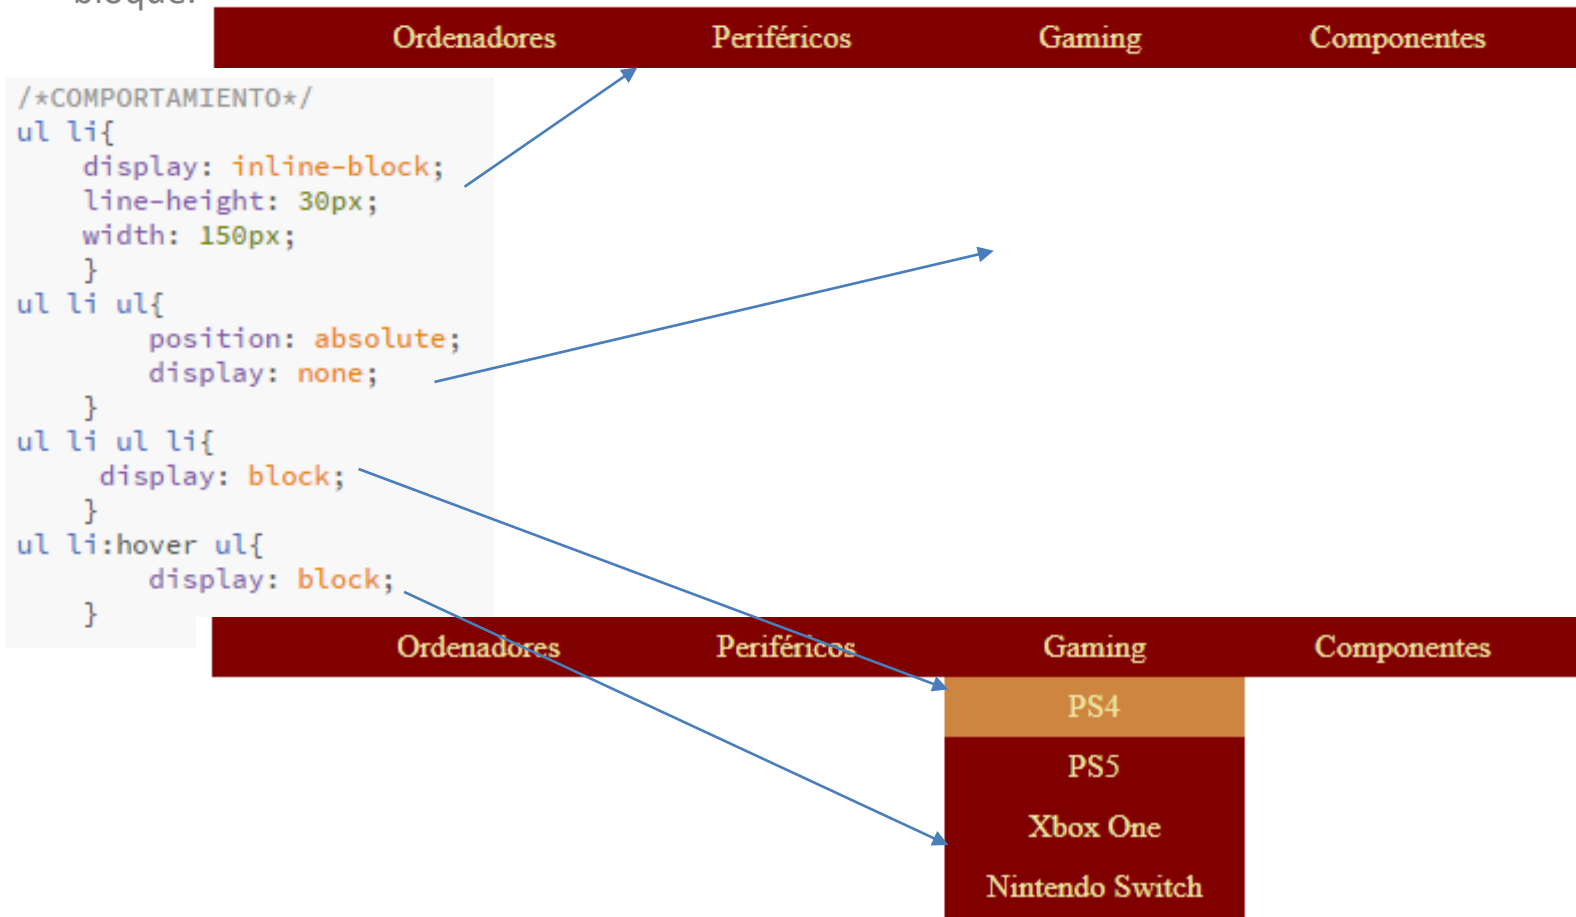 bloque.
Ordenadores Periféricos Gaming Componentes
/*COMPORTAMIENTO*/
ul li{
display: inline-block;
line-height: 30px;
width: 150px;
}
ul li ul{
position: absolute;
display: none;
}
ul li ul li{
display: block;
}
ul li:hover ul{
display: block;
}
Ordenadores Periféricos Gaming Componentes
PS4
PS5
Xbox One
Nintendo Switch